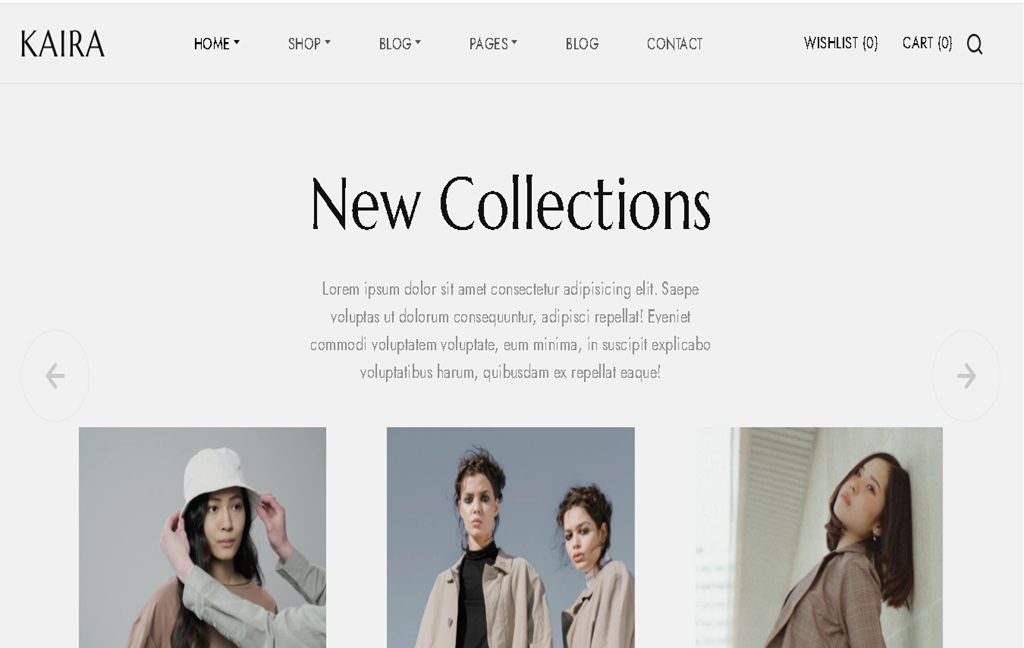 KAIRA
HOME
SHOP
BLOG
PAGES
BLOG
CONTACT
WISHLIST (0)
CART (0)
New Collections
Lorem ipsum dolor sit amet consectetur adipisicing elit. Saepe
voluptas ut dolorum consequuntur, adipisci repellat! Eveniet
commodi voluptatem voluptate, eum minima, in suscipit explicabo
voluptatibus harum, quibusdam ex repellat eaque!